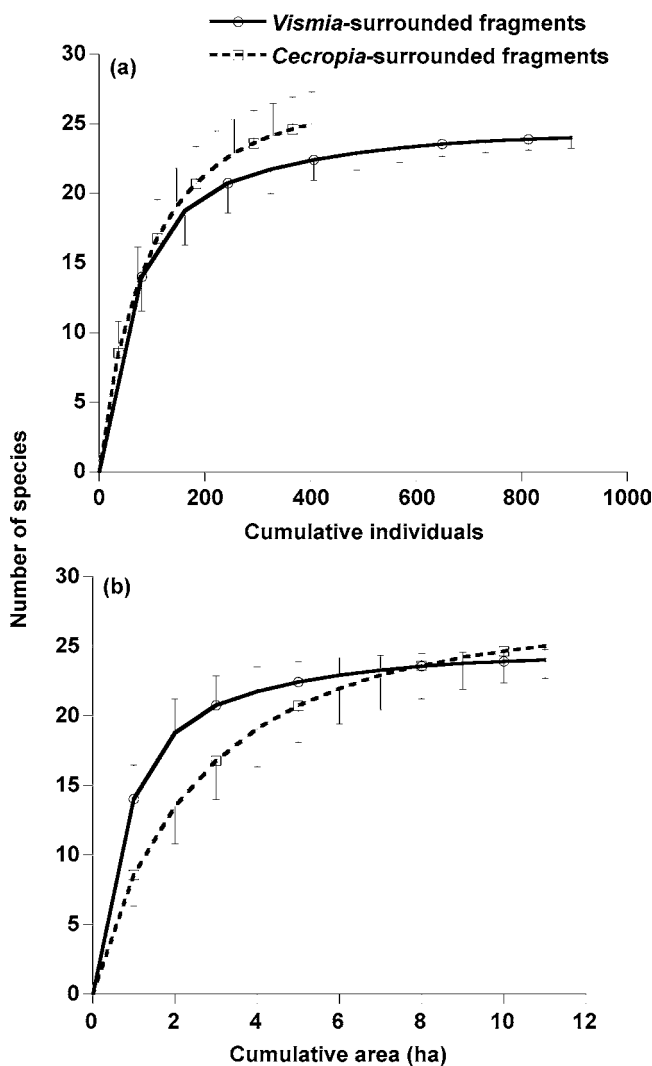 Vismia-surrounded fragments
Cecropia-surrounded fragments
(a)
30
25
20
15
10
5
0
0 200 400 600 800 1000
Cumulative individuals
Number of species
(b)
30
25
20
15
10
5
0
0 2 4 6 8 10 12
Cumulative area (ha)